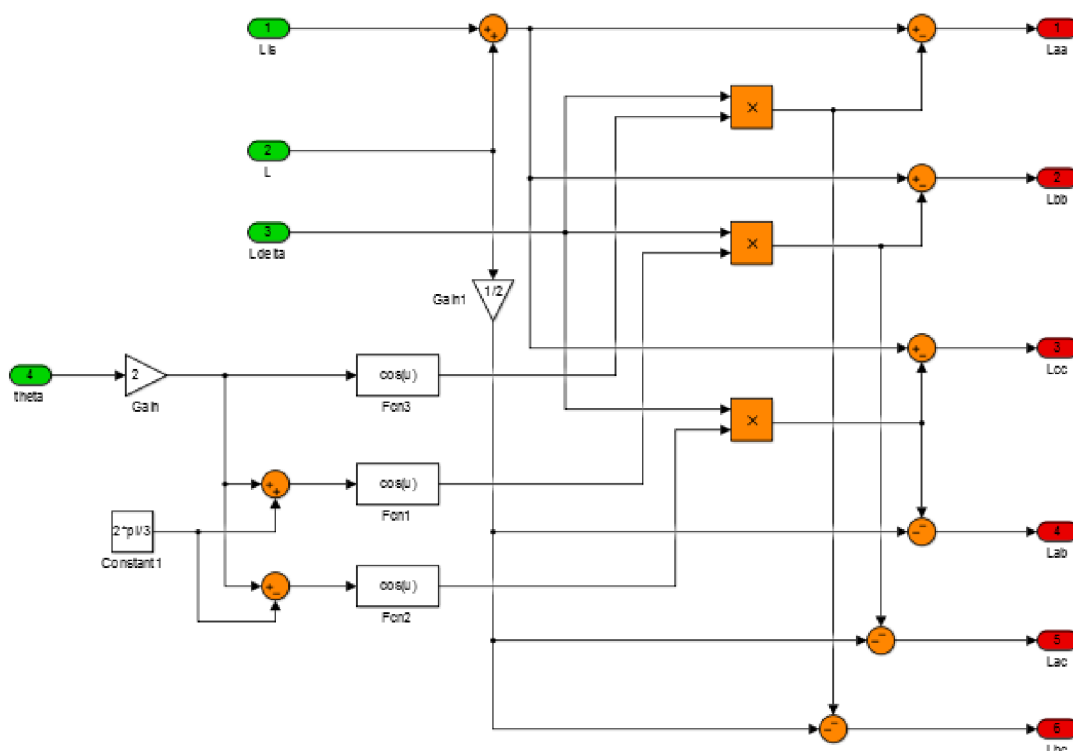 1
Lls
2
L
3
Ldelta
1/2
Gain1
4
theta
2
Gain
cos(u)
Fcn3
cos(u)
Fcn1
2*pi/3
Constant1
cos(u)
Fcn2
+ +
+ +
+ -
×
×
×
+ -
+ -
+ -
- -
- -
- -
1
Laa
2
Lbb
3
Lcc
4
Lab
5
Lac
6
Lbc